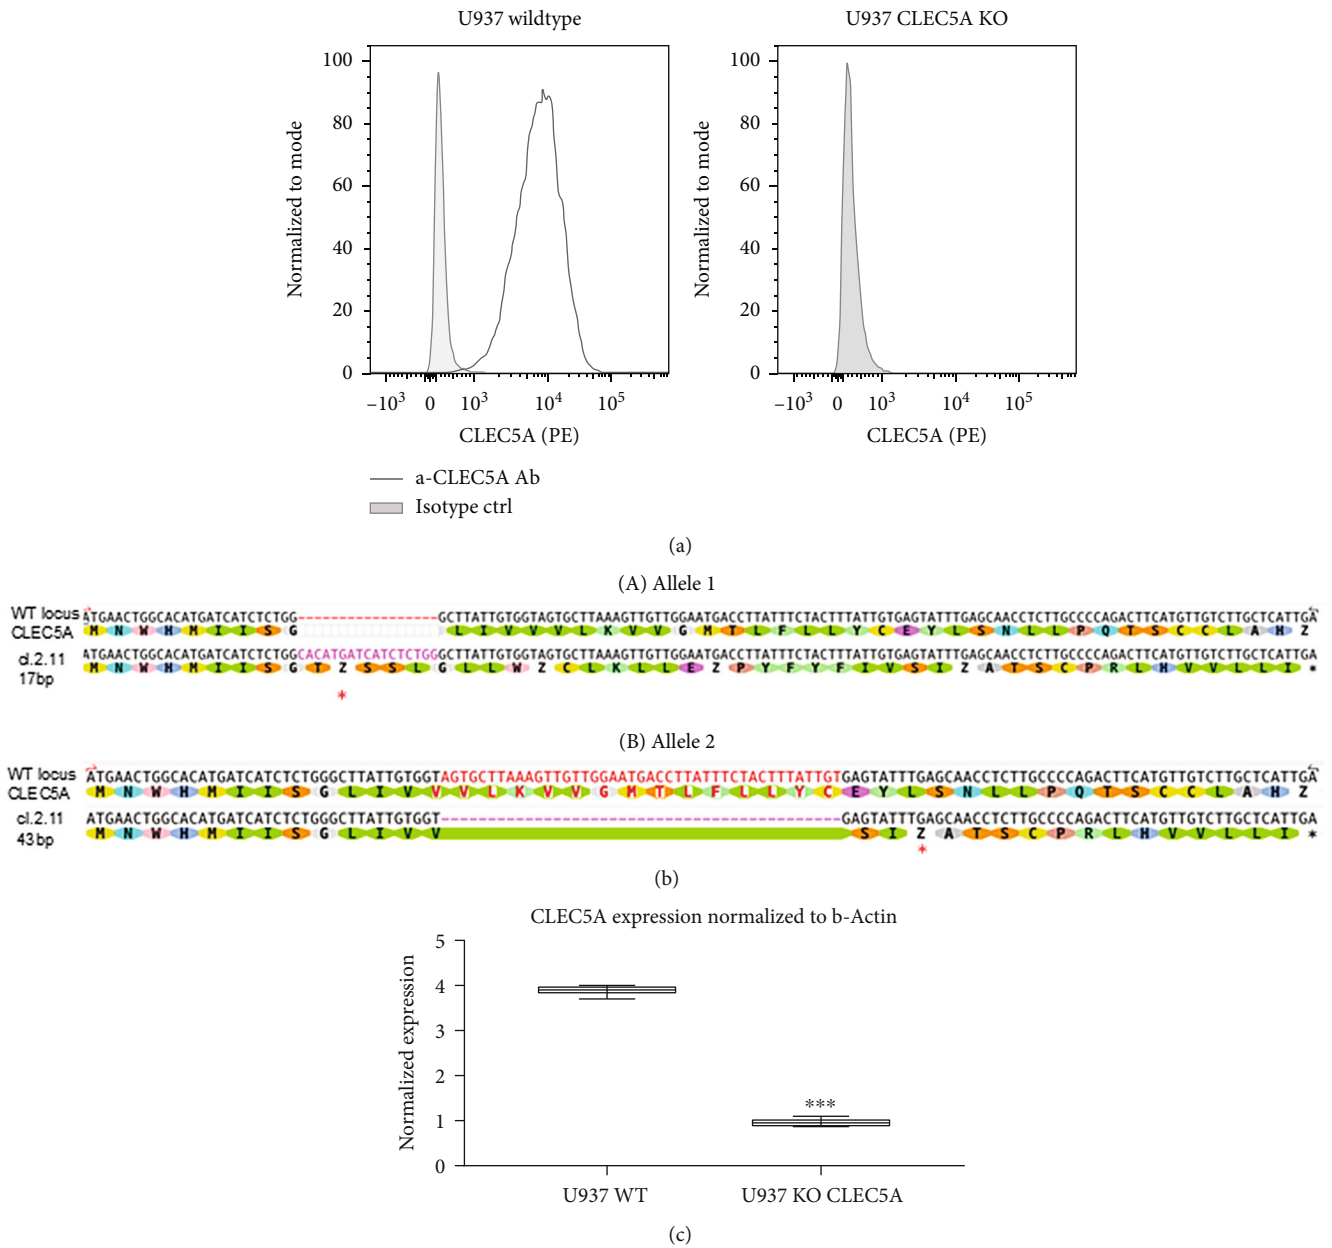 U937 wildtype
U937 CLEC5A KO
100
80
60
40
20
0
Normalized to mode
–10³ 0 10³ 10⁴ 10⁵
CLEC5A (PE)
100
80
60
40
20
0
Normalized to mode
–10³ 0 10³ 10⁴ 10⁵
CLEC5A (PE)
a-CLEC5A Ab
Isotype ctrl
(a)
(A) Allele 1
WT locus ATGAACTGGCACATGATCATCTCTGG-----------------GCTTATTGTGGTAGTGCTTAAAGTTGTTGGAATGACCTTATTTCTACTTTATTGTGAGTATTTGAGCAACCTCTTGCCCCAGACTTCATGTTGTCTTGCTCATTGA
CLEC5A M N W H M I I S G L I V V V L K V V G M T L F L L Y C E Y L S N L L P Q T S C C L A H Z
cl.2.11 ATGAACTGGCACATGATCATCTCTGGCACATGATCATCTCTGGGCTTATTGTGGTAGTGCTTAAAGTTGTTGGAATGACCTTATTTCTACTTTATTGTGAGTATTTGAGCAACCTCTTGCCCCAGACTTCATGTTGTCTTGCTCATTGA
17bp M N W H M I I S G T Z S S L G L L W Z C L K L L E Z P Y F Y F I V S I Z A T S C P R L H V V L L I *
*
(B) Allele 2
WT locus ATGAACTGGCACATGATCATCTCTGGGCTTATTGTGGTAGTGCTTAAAGTTGTTGGAATGACCTTATTTCTACTTTATTGTGAGTATTTGAGCAACCTCTTGCCCCAGACTTCATGTTGTCTTGCTCATTGA
CLEC5A M N W H M I I S G L I V V V L K V V G M T L F L L Y C E Y L S N L L P Q T S C C L A H Z
cl.2.11 ATGAACTGGCACATGATCATCTCTGGGCTTATTGTGGT-------------------------------------------GAGTATTTGAGCAACCTCTTGCCCCAGACTTCATGTTGTCTTGCTCATTGA
43bp M N W H M I I S G L I V V S I Z A T S C P R L H V V L L I *
*
(b)
CLEC5A expression normalized to b-Actin
5
4
3
2
1
0
Normalized expression
***
U937 WT
U937 KO CLEC5A
(c)